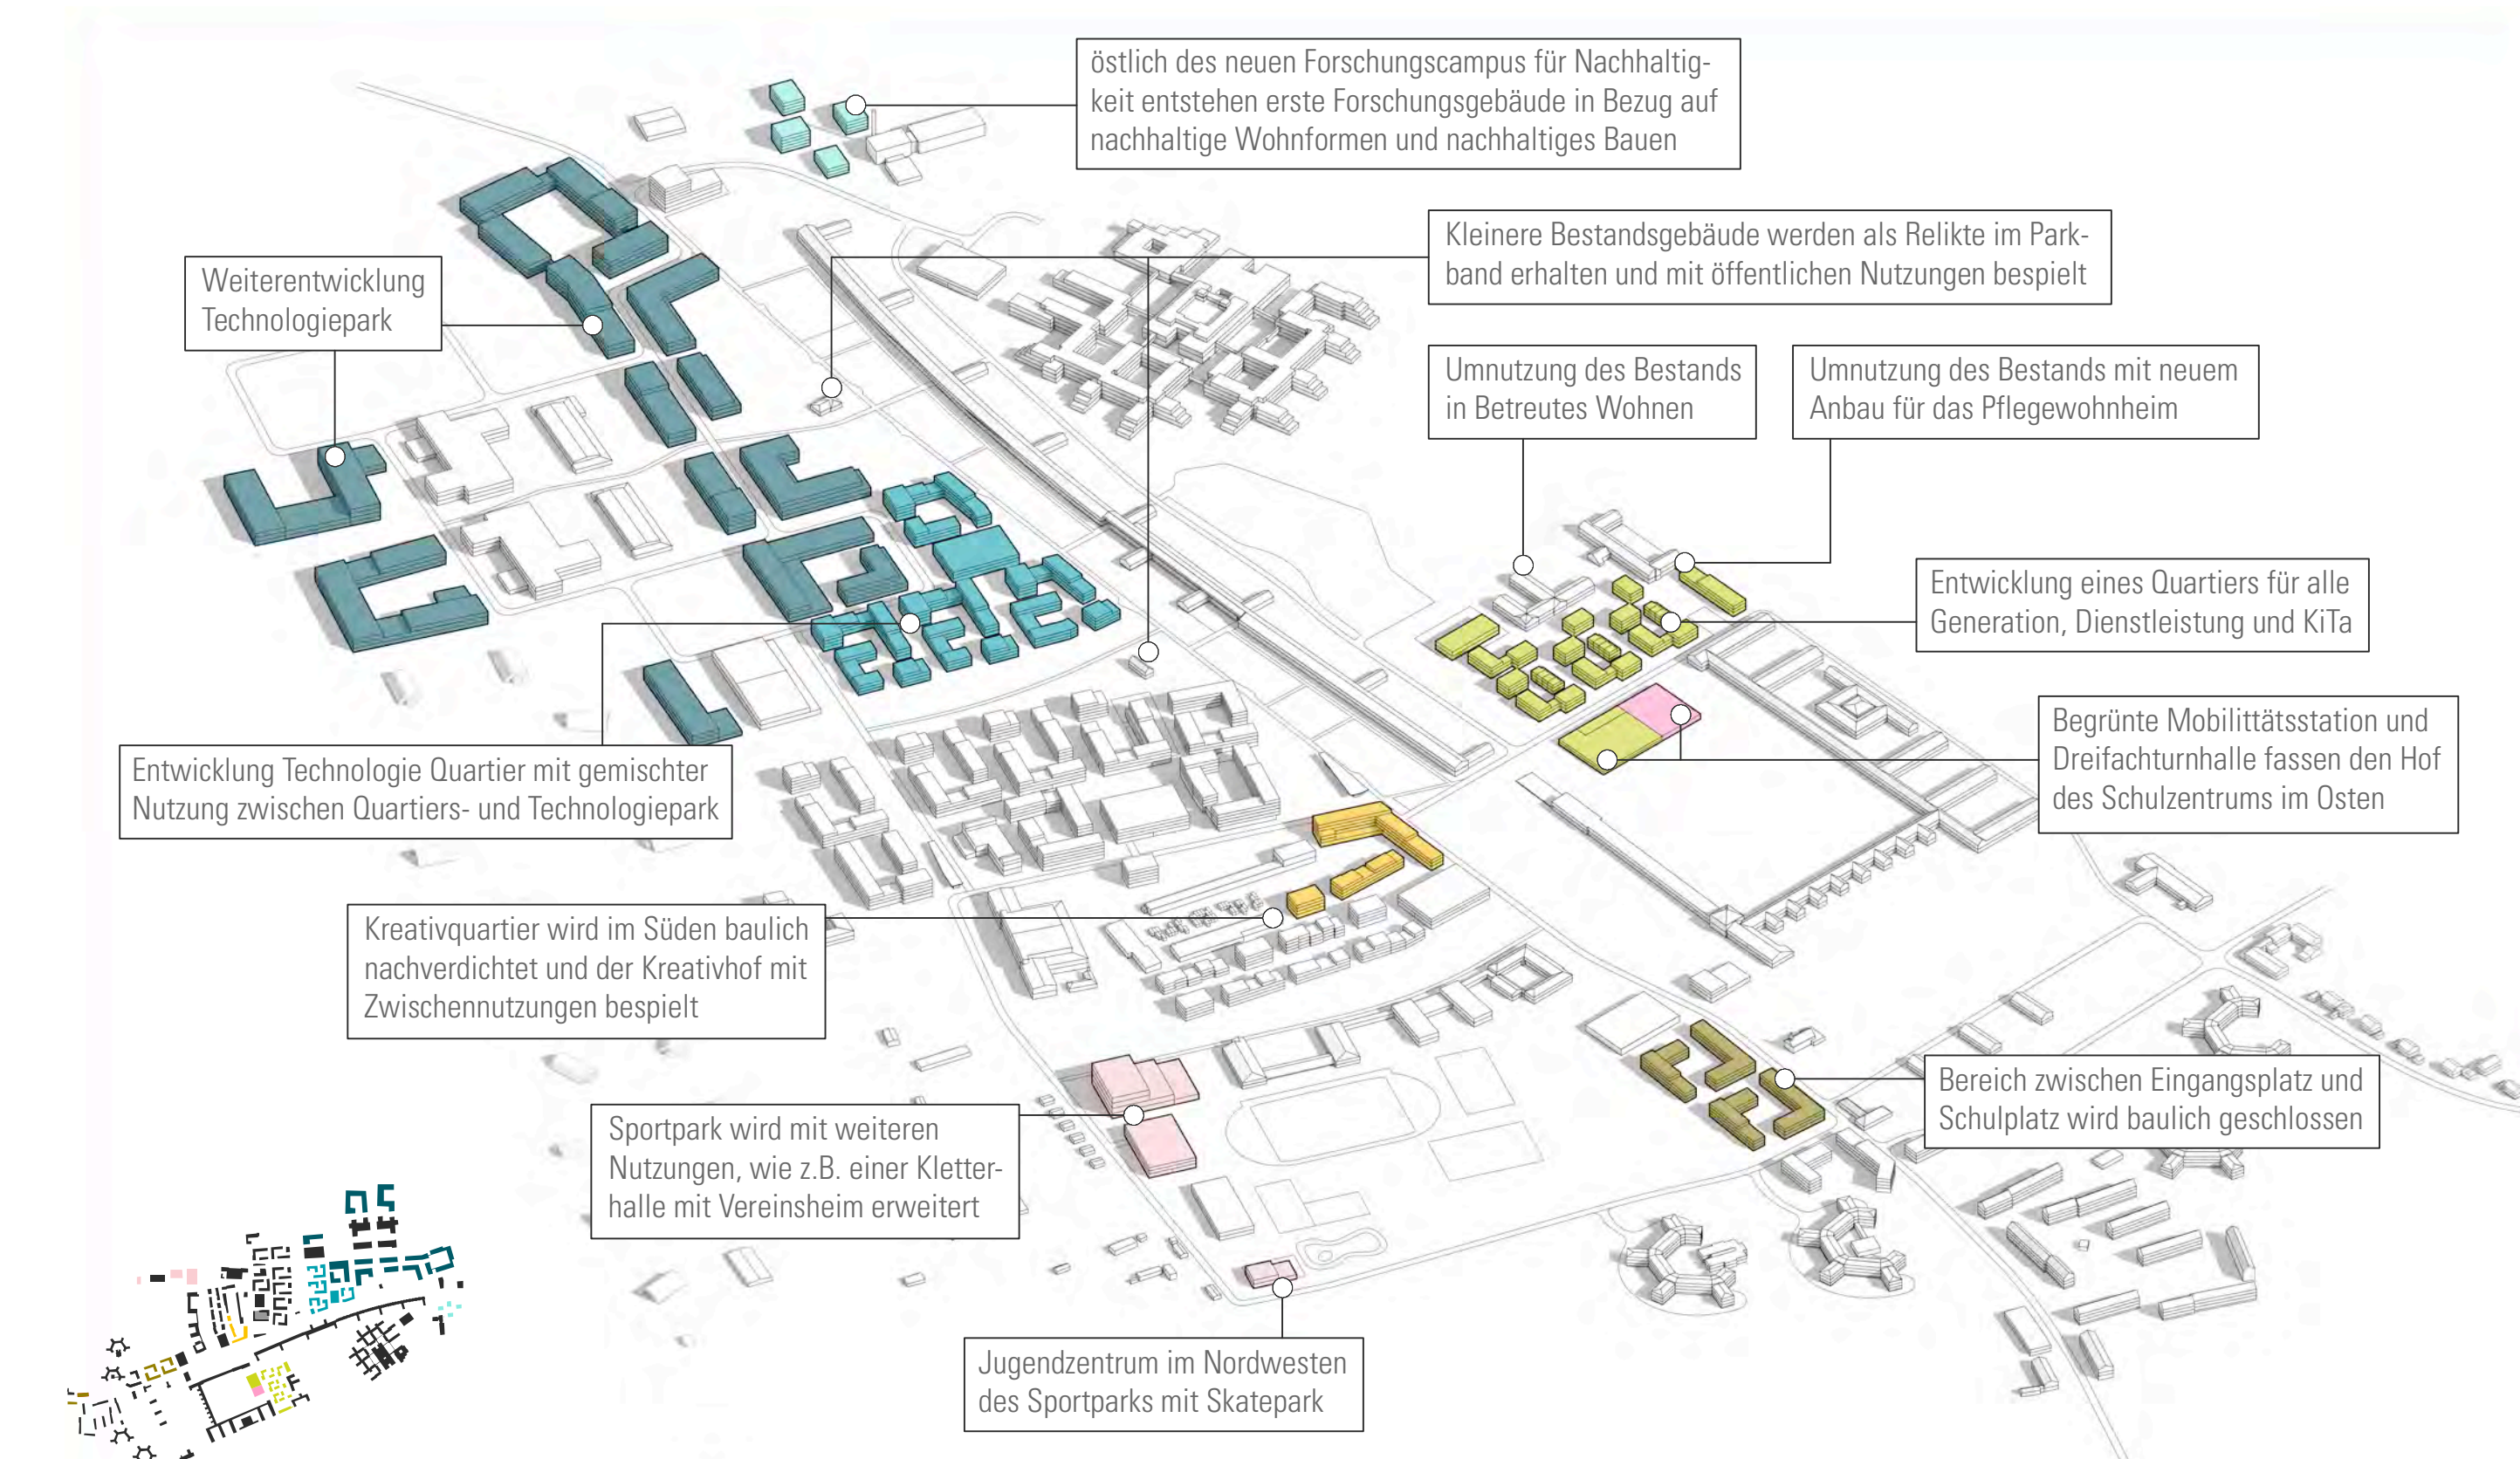 östlich des neuen Forschungscampus für Nachhaltig-
keit entstehen erste Forschungsgebäude in Bezug auf
nachhaltige Wohnformen und nachhaltiges Bauen
Kleinere Bestandsgebäude werden als Relikte im Park-
band erhalten und mit öffentlichen Nutzungen bespielt
Weiterentwicklung
Technologiepark
Umnutzung des Bestands
in Betreutes Wohnen
Umnutzung des Bestands mit neuem
Anbau für das Pflegewohnheim
Entwicklung eines Quartiers für alle
Generation, Dienstleistung und KiTa
Begrünte Mobilittätsstation und
Dreifachturnhalle fassen den Hof
des Schulzentrums im Osten
Entwicklung Technologie Quartier mit gemischter
Nutzung zwischen Quartiers- und Technologiepark
Kreativquartier wird im Süden baulich
nachverdichtet und der Kreativhof mit
Zwischennutzungen bespielt
Bereich zwischen Eingangsplatz und
Schulplatz wird baulich geschlossen
Sportpark wird mit weiteren
Nutzungen, wie z.B. einer Kletter-
halle mit Vereinsheim erweitert
Jugendzentrum im Nordwesten
des Sportparks mit Skatepark